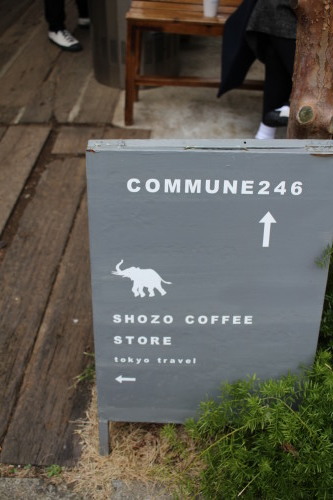 COMMUNE246
SHOZO COFFEE
STORE
tokyo travel